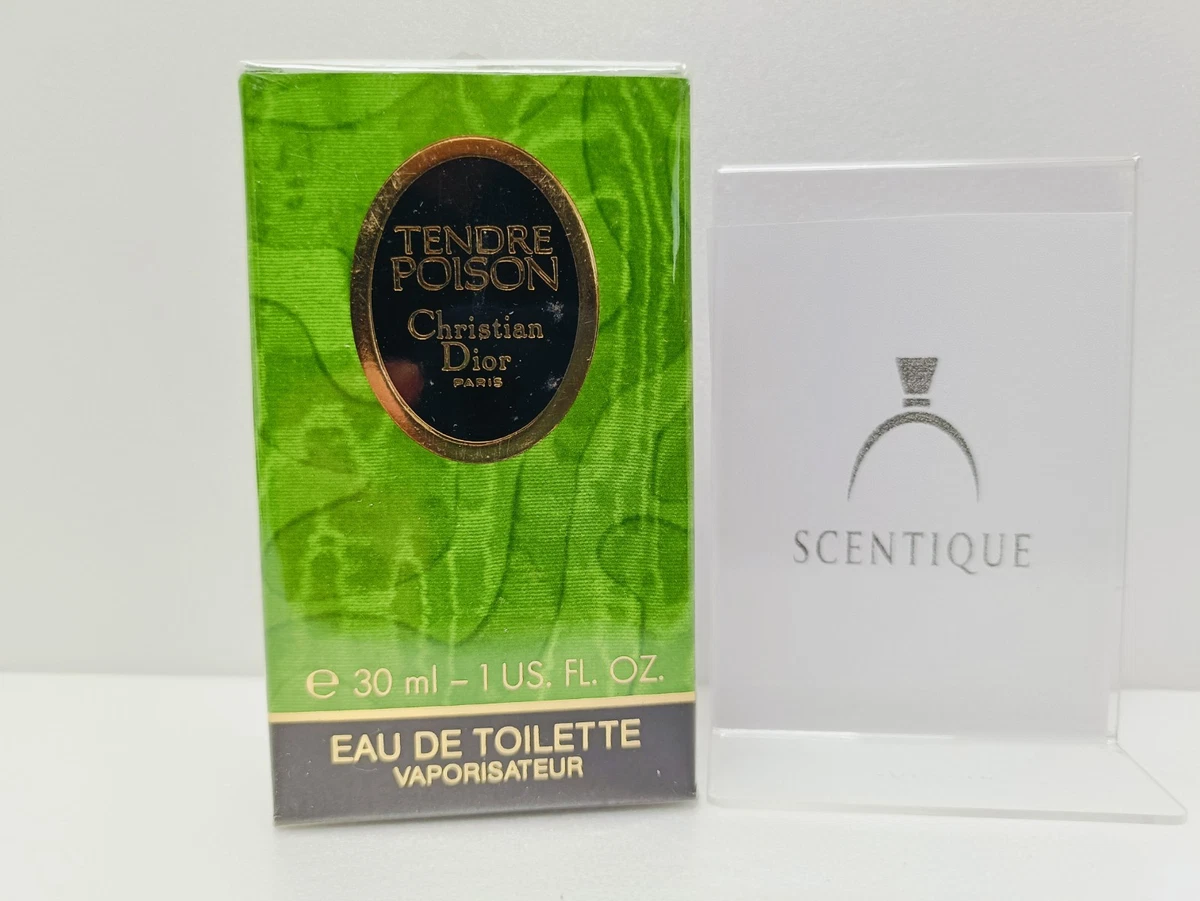 TENDRE
POISON
Christian
Dior
PARIS
℮ 30 ml – 1 US. FL. OZ.
EAU DE TOILETTE
VAPORISATEUR
SCENTIQUE